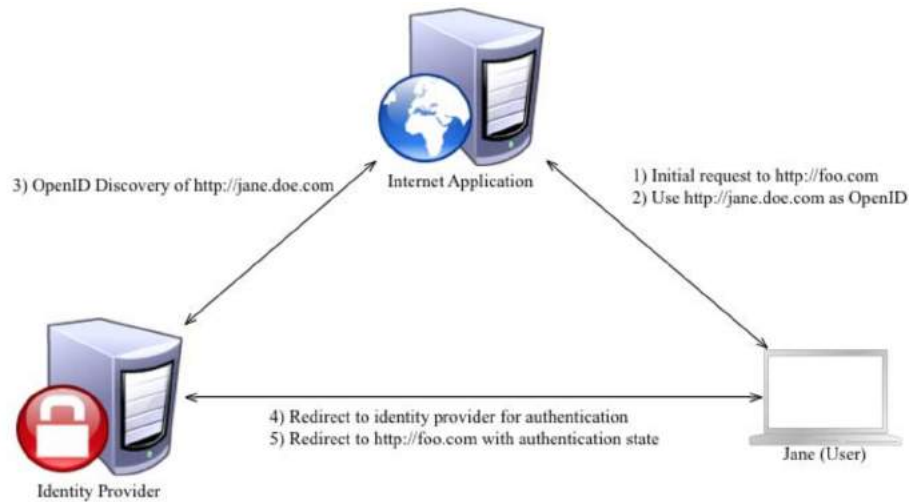 Internet Application
3) OpenID Discovery of http://jane.doe.com
1) Initial request to http://foo.com
2) Use http://jane.doe.com as OpenID
4) Redirect to identity provider for authentication
5) Redirect to http://foo.com with authentication state
Jane (User)
Identity Provider